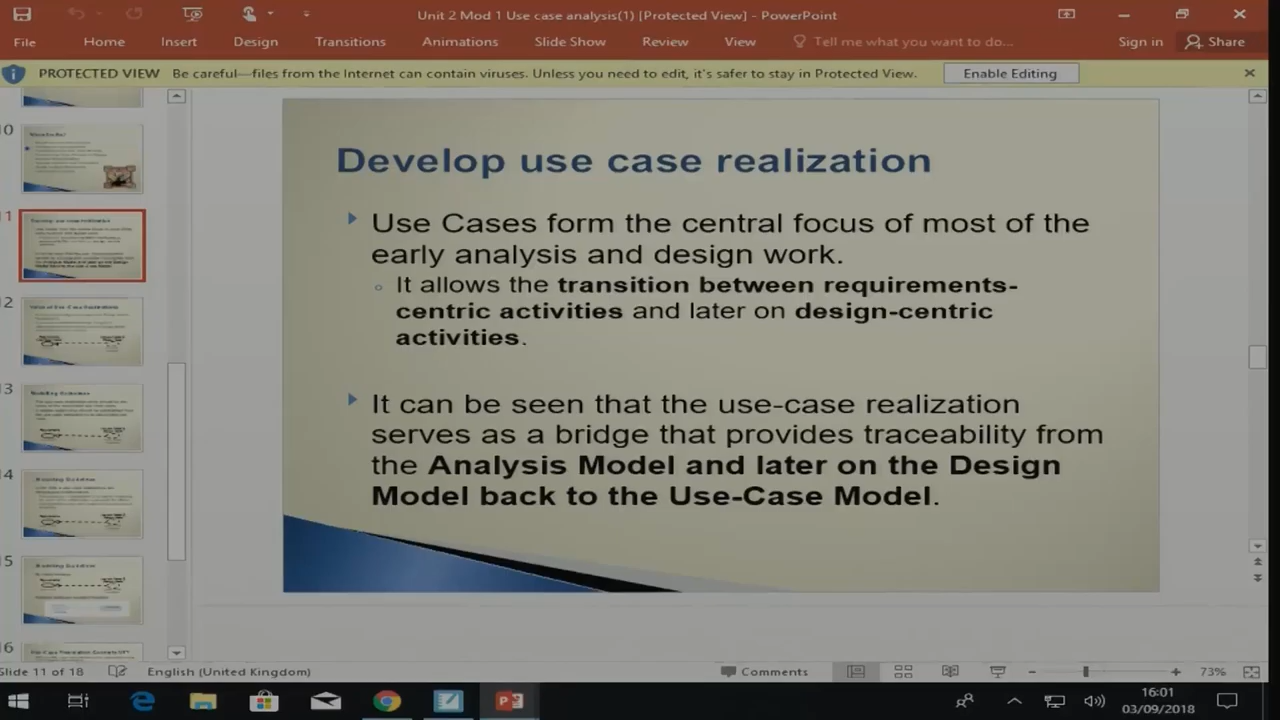 Unit 2 Mod 1 Use case analysis(1) [Protected View] - PowerPoint
File Home Insert Design Transitions Animations Slide Show Review View Tell me what you want to do... Sign in Share
PROTECTED VIEW Be careful—files from the Internet can contain viruses. Unless you need to edit, it's safer to stay in Protected View. Enable Editing
Develop use case realization
Use Cases form the central focus of most of the
early analysis and design work.
It allows the transition between requirements-
centric activities and later on design-centric
activities.
It can be seen that the use-case realization
serves as a bridge that provides traceability from
the Analysis Model and later on the Design
Model back to the Use-Case Model.
0
1
2
3
4
5
6
Slide 11 of 18 English (United Kingdom) Comments 73%
16:01
03/09/2018